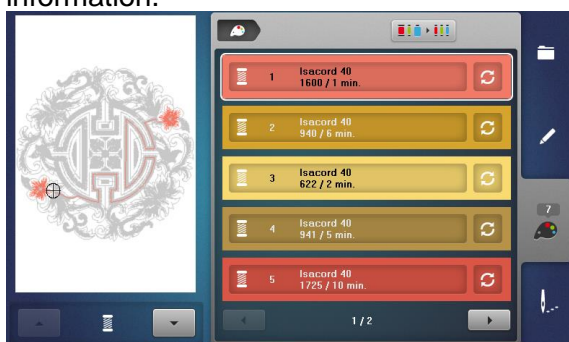 information.
1
Isacord 40
1600 / 1 min.
2
Isacord 40
940 / 6 min.
3
Isacord 40
622 / 2 min.
4
Isacord 40
941 / 5 min.
5
Isacord 40
1725 / 10 min.
1 / 2
7